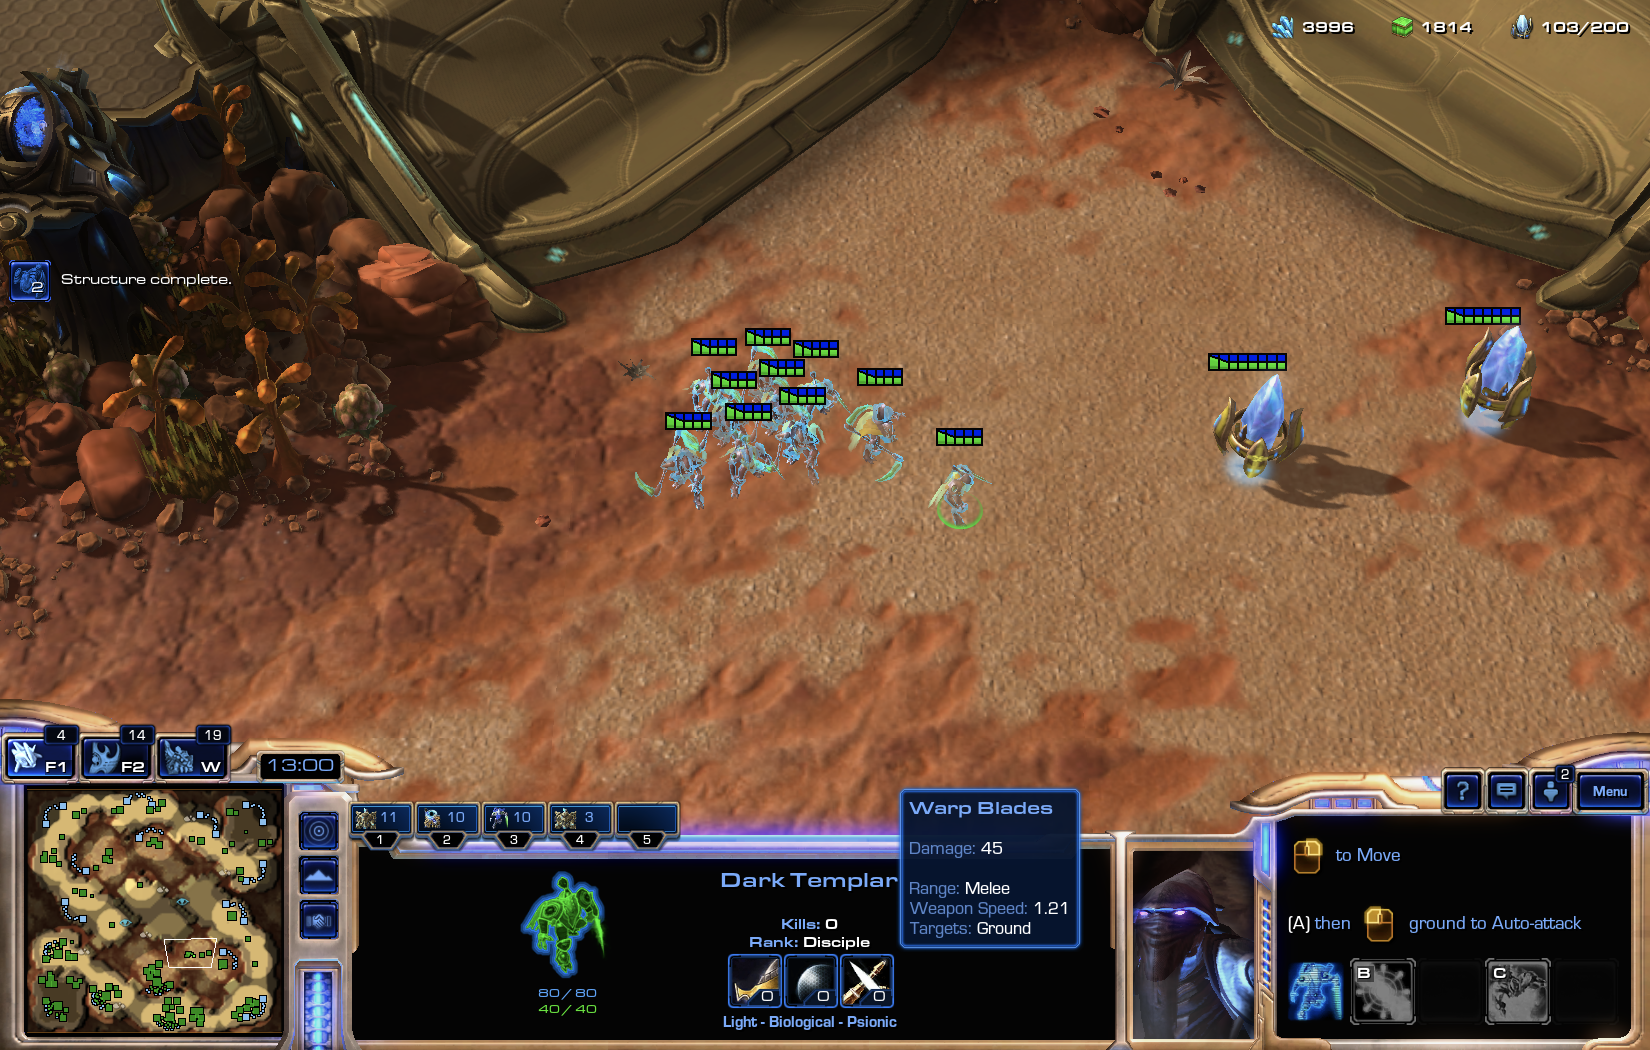 3996 1814 103/200
2 Structure complete.
4 14 19
F1 F2 W
13:00
2
? Menu
11 10 10 3
1 2 3 4 5
Warp Blades
Damage: 45
Range: Melee
Weapon Speed: 1.21
Targets: Ground
Dark Templar
Kills: 0
Rank: Disciple
0 0 0
80/80
40/40
Light - Biological - Psionic
to Move
(A) then ground to Auto-attack
B C